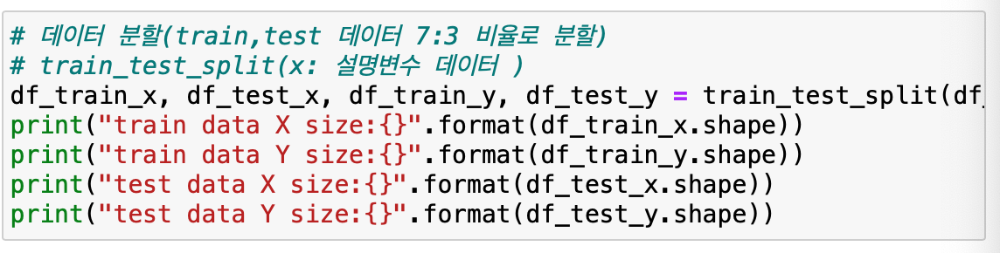 # 데이터 분할(train,test 데이터 7:3 비율로 분할)
# train_test_split(x: 설명변수 데이터 )
df_train_x, df_test_x, df_train_y, df_test_y = train_test_split(df_
print("train data X size:{}".format(df_train_x.shape))
print("train data Y size:{}".format(df_train_y.shape))
print("test data X size:{}".format(df_test_x.shape))
print("test data Y size:{}".format(df_test_y.shape))